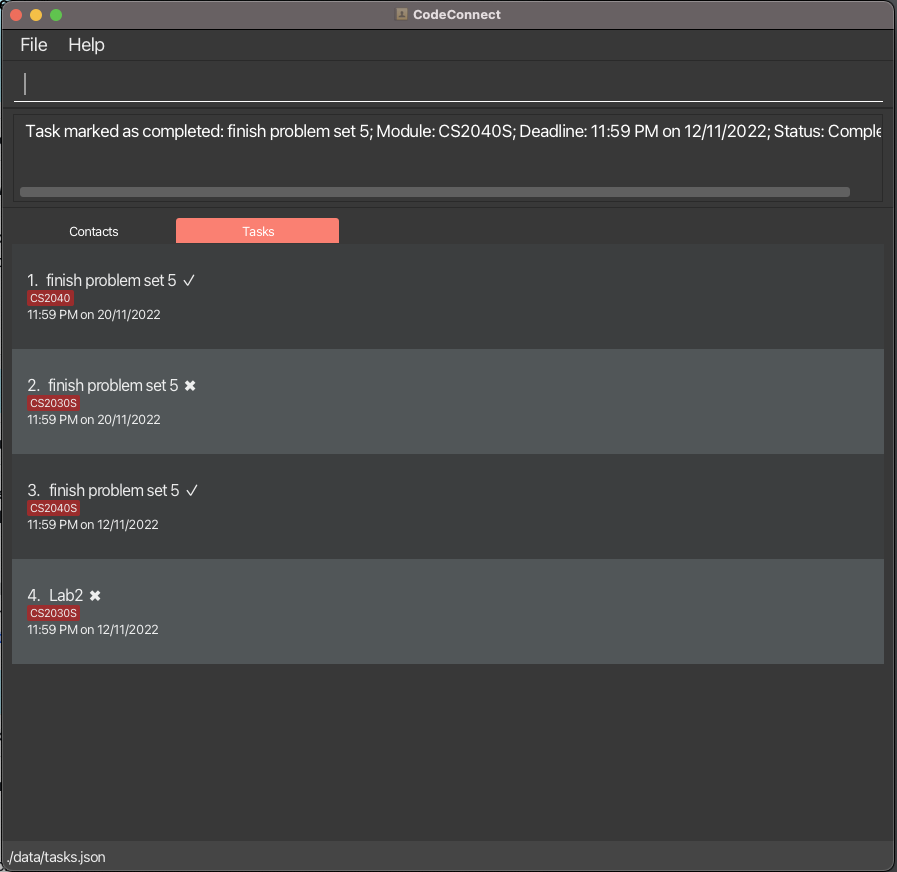 CodeConnect
File Help
Task marked as completed: finish problem set 5; Module: CS2040S; Deadline: 11:59 PM on 12/11/2022; Status: Comple
Contacts Tasks
1. finish problem set 5 ✓
CS2040
11:59 PM on 20/11/2022
2. finish problem set 5 ✖
CS2030S
11:59 PM on 20/11/2022
3. finish problem set 5 ✓
CS2040S
11:59 PM on 12/11/2022
4. Lab2 ✖
CS2030S
11:59 PM on 12/11/2022
./data/tasks.json